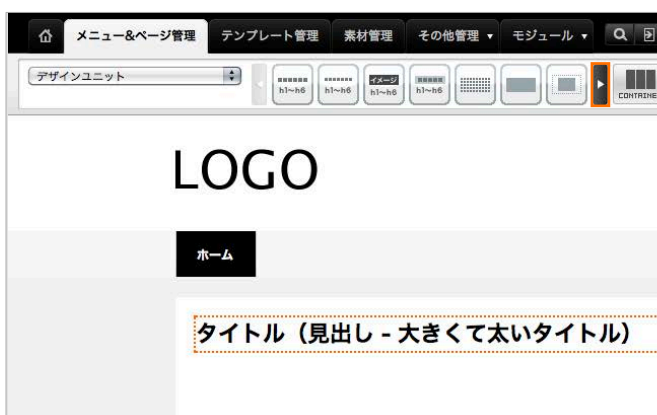 メニュー&ページ管理 テンプレート管理 素材管理 その他管理 ▼ モジュール ▼
デザインユニット
h1~h6 h1~h6 イメージ h1~h6 h1~h6 CONTAINE
LOGO
ホーム
タイトル（見出し - 大きくて太いタイトル）